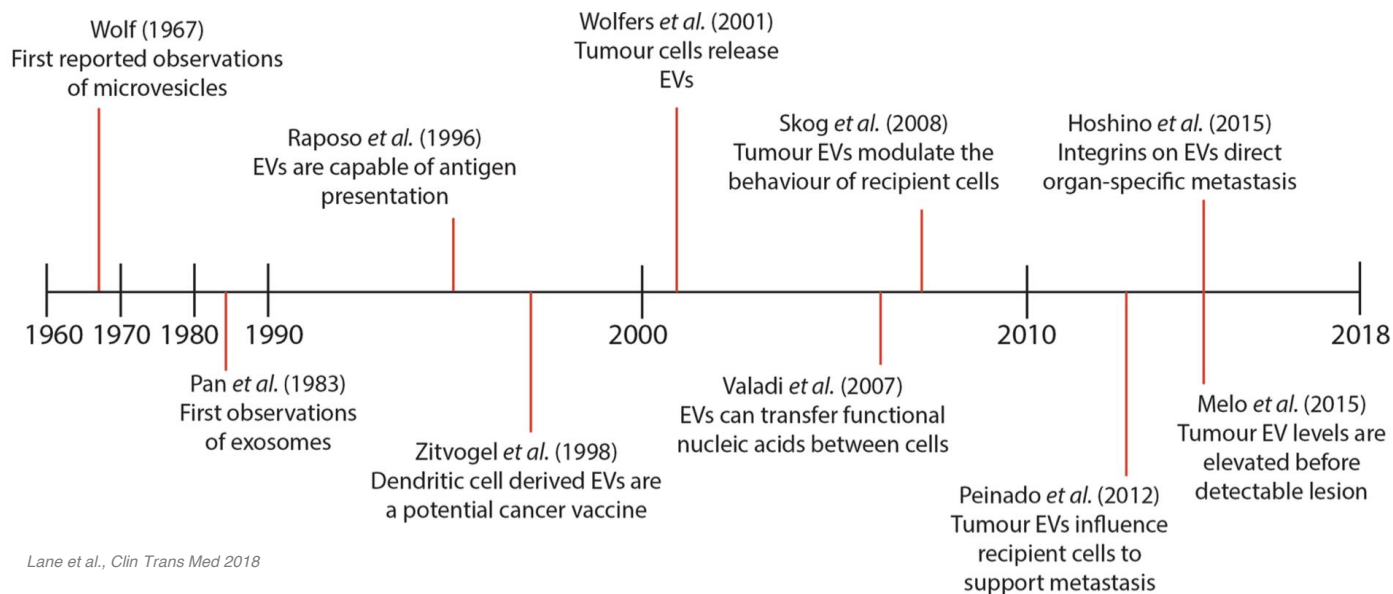 Wolf (1967)
First reported observations
of microvesicles
Raposo et al. (1996)
EVs are capable of antigen
presentation
Wolfers et al. (2001)
Tumour cells release
EVs
Skog et al. (2008)
Tumour EVs modulate the
behaviour of recipient cells
Hoshino et al. (2015)
Integrins on EVs direct
organ-specific metastasis
1960 1970 1980 1990 2000 2010 2018
Pan et al. (1983)
First observations
of exosomes
Zitvogel et al. (1998)
Dendritic cell derived EVs are
a potential cancer vaccine
Valadi et al. (2007)
EVs can transfer functional
nucleic acids between cells
Peinado et al. (2012)
Tumour EVs influence
recipient cells to
support metastasis
Melo et al. (2015)
Tumour EV levels are
elevated before
detectable lesion
Lane et al., Clin Trans Med 2018